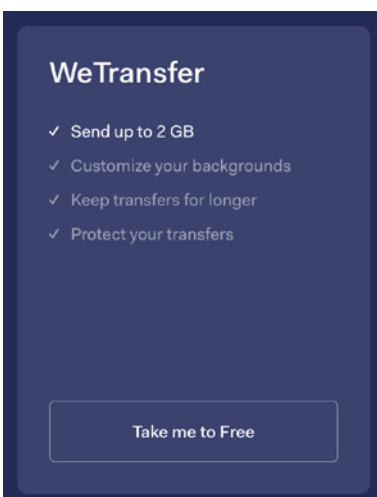 WeTransfer
✓ Send up to 2 GB
✓ Customize your backgrounds
✓ Keep transfers for longer
✓ Protect your transfers
Take me to Free